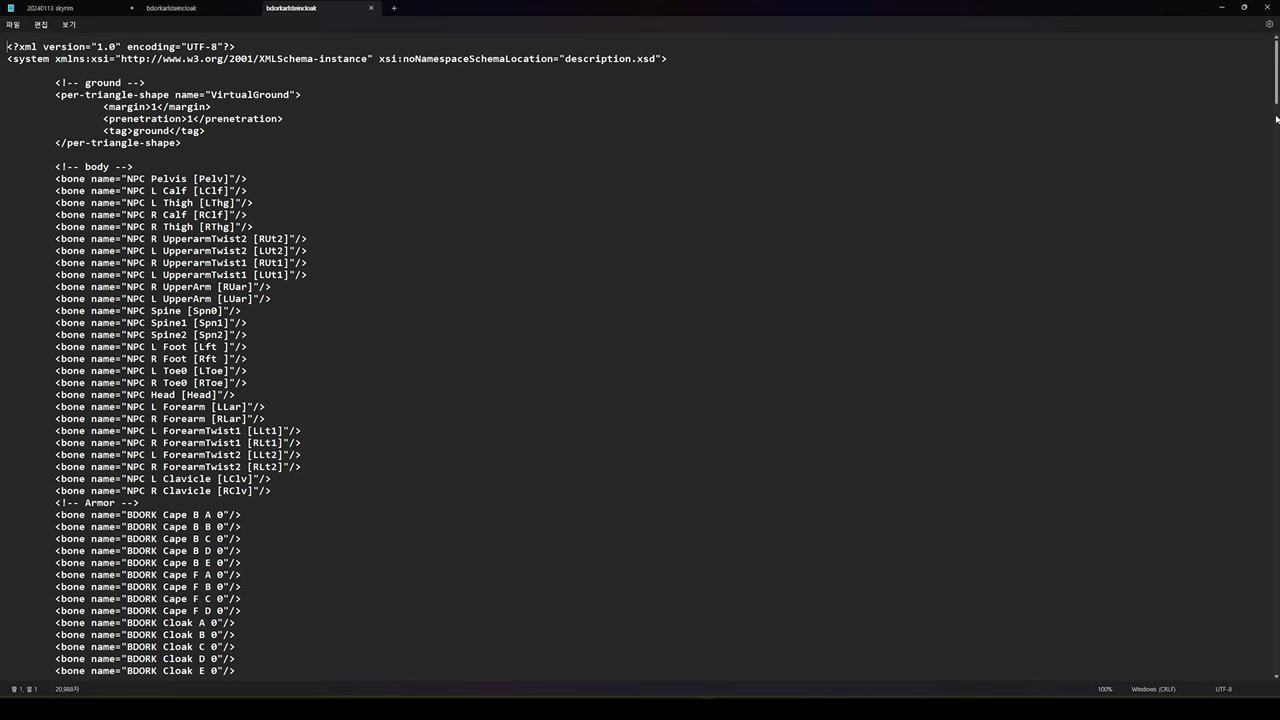 20240113 skyrim
bdorkarlsteincloak
bdorkarlsteincloak
파일 편집 보기
<?xml version="1.0" encoding="UTF-8"?>
<system xmlns:xsi="http://www.w3.org/2001/XMLSchema-instance" xsi:noNamespaceSchemaLocation="description.xsd">
<!-- ground -->
<per-triangle-shape name="VirtualGround">
<margin>1</margin>
<prenetration>1</prenetration>
<tag>ground</tag>
</per-triangle-shape>
<!-- body -->
<bone name="NPC Pelvis [Pelv]"/>
<bone name="NPC L Calf [LClf]"/>
<bone name="NPC L Thigh [LThg]"/>
<bone name="NPC R Calf [RClf]"/>
<bone name="NPC R Thigh [RThg]"/>
<bone name="NPC R UpperarmTwist2 [RUt2]"/>
<bone name="NPC L UpperarmTwist2 [LUt2]"/>
<bone name="NPC R UpperarmTwist1 [RUt1]"/>
<bone name="NPC L UpperarmTwist1 [LUt1]"/>
<bone name="NPC R UpperArm [RUar]"/>
<bone name="NPC L UpperArm [LUar]"/>
<bone name="NPC Spine [Spn0]"/>
<bone name="NPC Spine1 [Spn1]"/>
<bone name="NPC Spine2 [Spn2]"/>
<bone name="NPC L Foot [Lft ]"/>
<bone name="NPC R Foot [Rft ]"/>
<bone name="NPC L Toe0 [LToe]"/>
<bone name="NPC R Toe0 [RToe]"/>
<bone name="NPC Head [Head]"/>
<bone name="NPC L Forearm [LLar]"/>
<bone name="NPC R Forearm [RLar]"/>
<bone name="NPC L ForearmTwist1 [LLt1]"/>
<bone name="NPC R ForearmTwist1 [RLt1]"/>
<bone name="NPC L ForearmTwist2 [LLt2]"/>
<bone name="NPC R ForearmTwist2 [RLt2]"/>
<bone name="NPC L Clavicle [LClv]"/>
<bone name="NPC R Clavicle [RClv]"/>
<!-- Armor -->
<bone name="BDORK Cape B A 0"/>
<bone name="BDORK Cape B B 0"/>
<bone name="BDORK Cape B C 0"/>
<bone name="BDORK Cape B D 0"/>
<bone name="BDORK Cape B E 0"/>
<bone name="BDORK Cape F A 0"/>
<bone name="BDORK Cape F B 0"/>
<bone name="BDORK Cape F C 0"/>
<bone name="BDORK Cape F D 0"/>
<bone name="BDORK Cloak A 0"/>
<bone name="BDORK Cloak B 0"/>
<bone name="BDORK Cloak C 0"/>
<bone name="BDORK Cloak D 0"/>
<bone name="BDORK Cloak E 0"/>
줄 1, 열 1 20,988자 100% Windows (CRLF) UTF-8